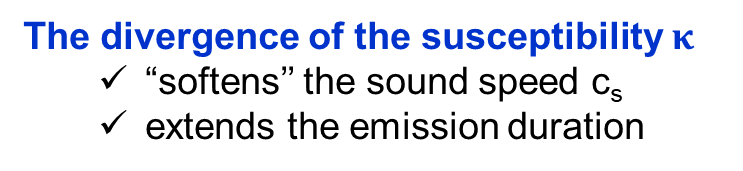 The divergence of the susceptibility κ
✓ “softens’’ the sound speed cs
✓ extends the emission duration